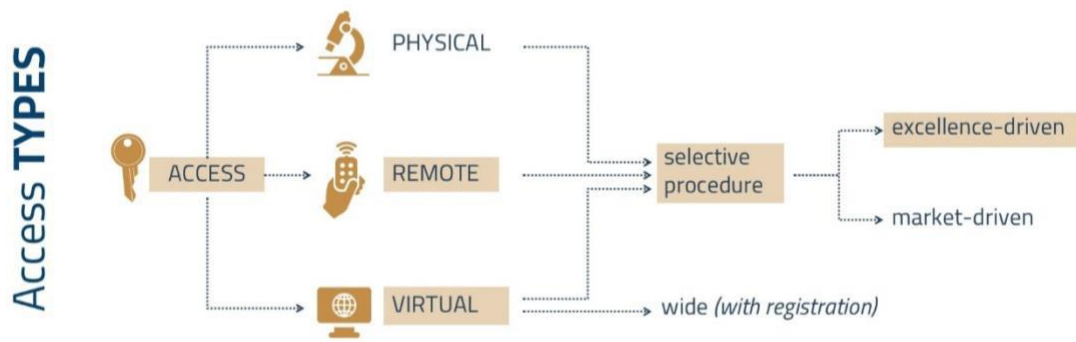 Access TYPES
ACCESS
PHYSICAL
REMOTE
VIRTUAL
selective
procedure
wide (with registration)
excellence-driven
market-driven